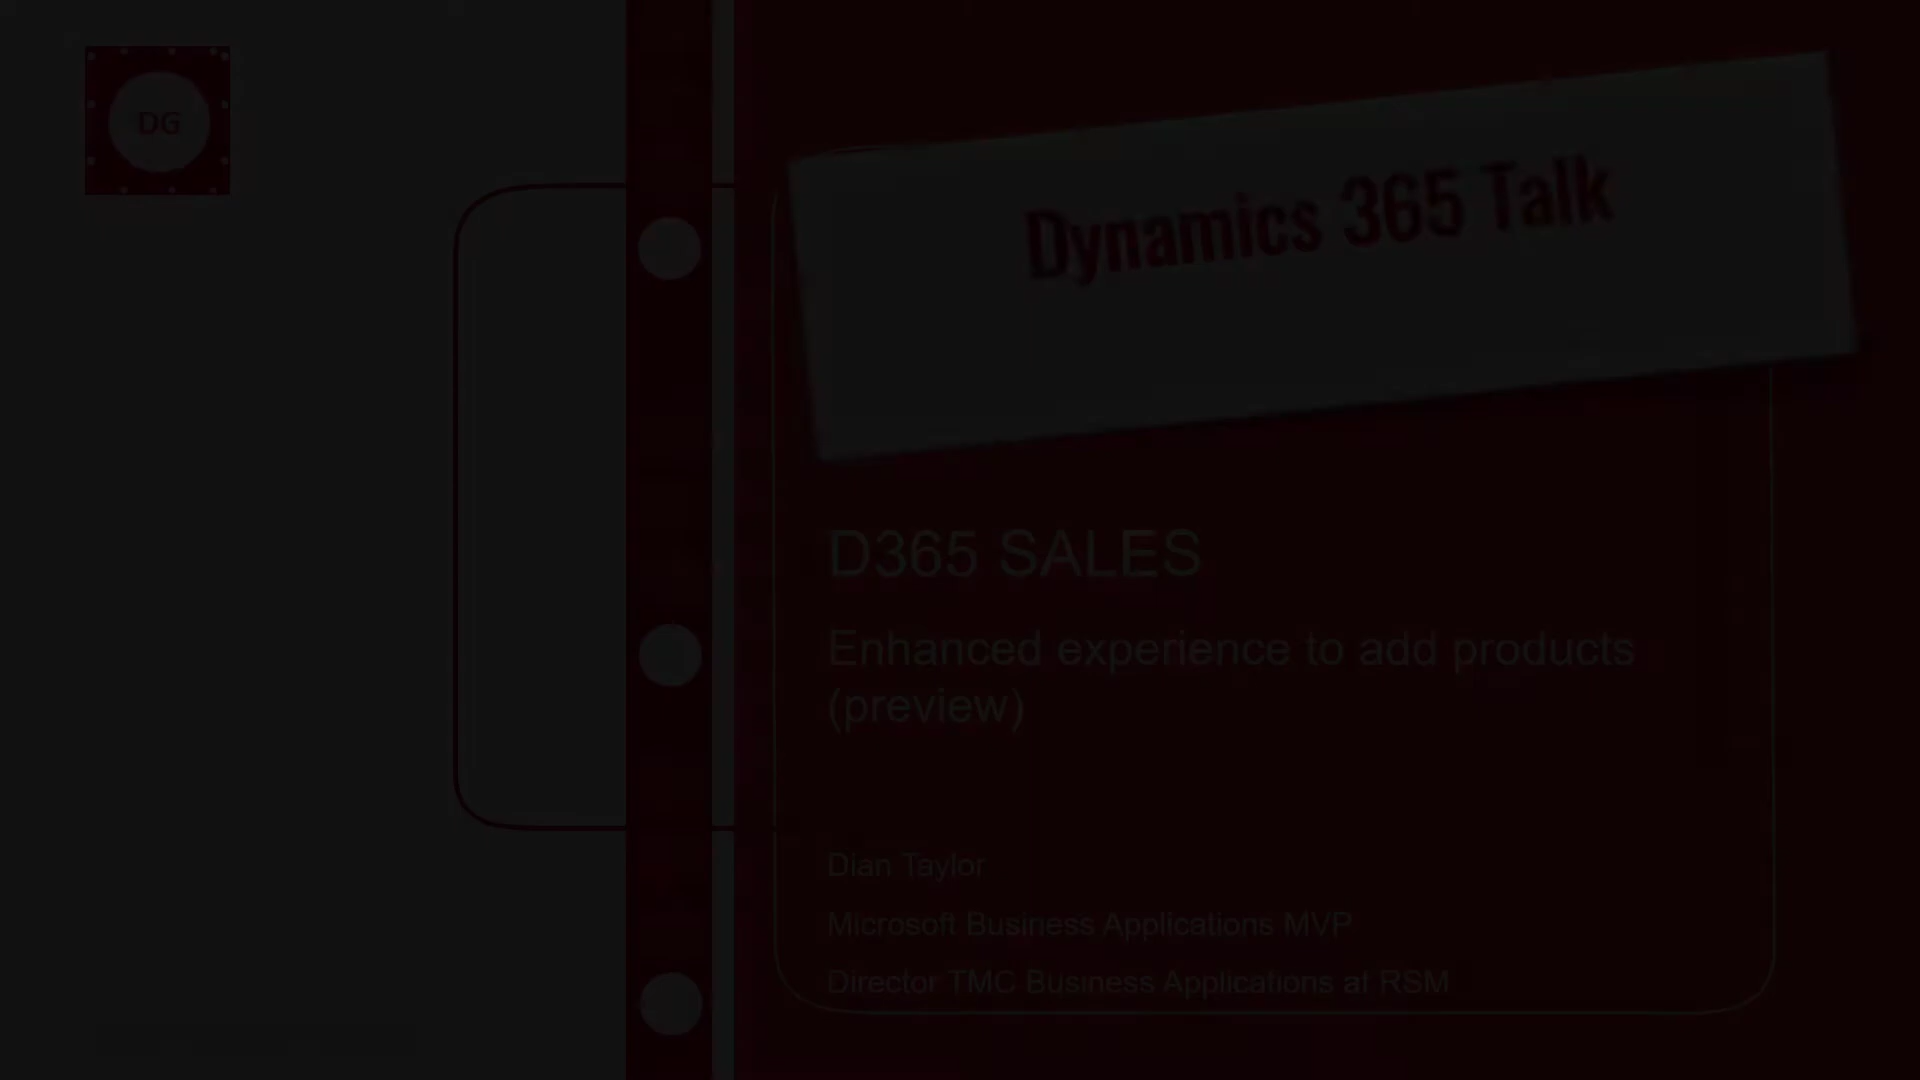 DG
Dynamics 365 Talk
D365 SALES
Enhanced experience to add products
(preview)
Dian Taylor
Microsoft Business Applications MVP
Director TMC Business Applications at RSM